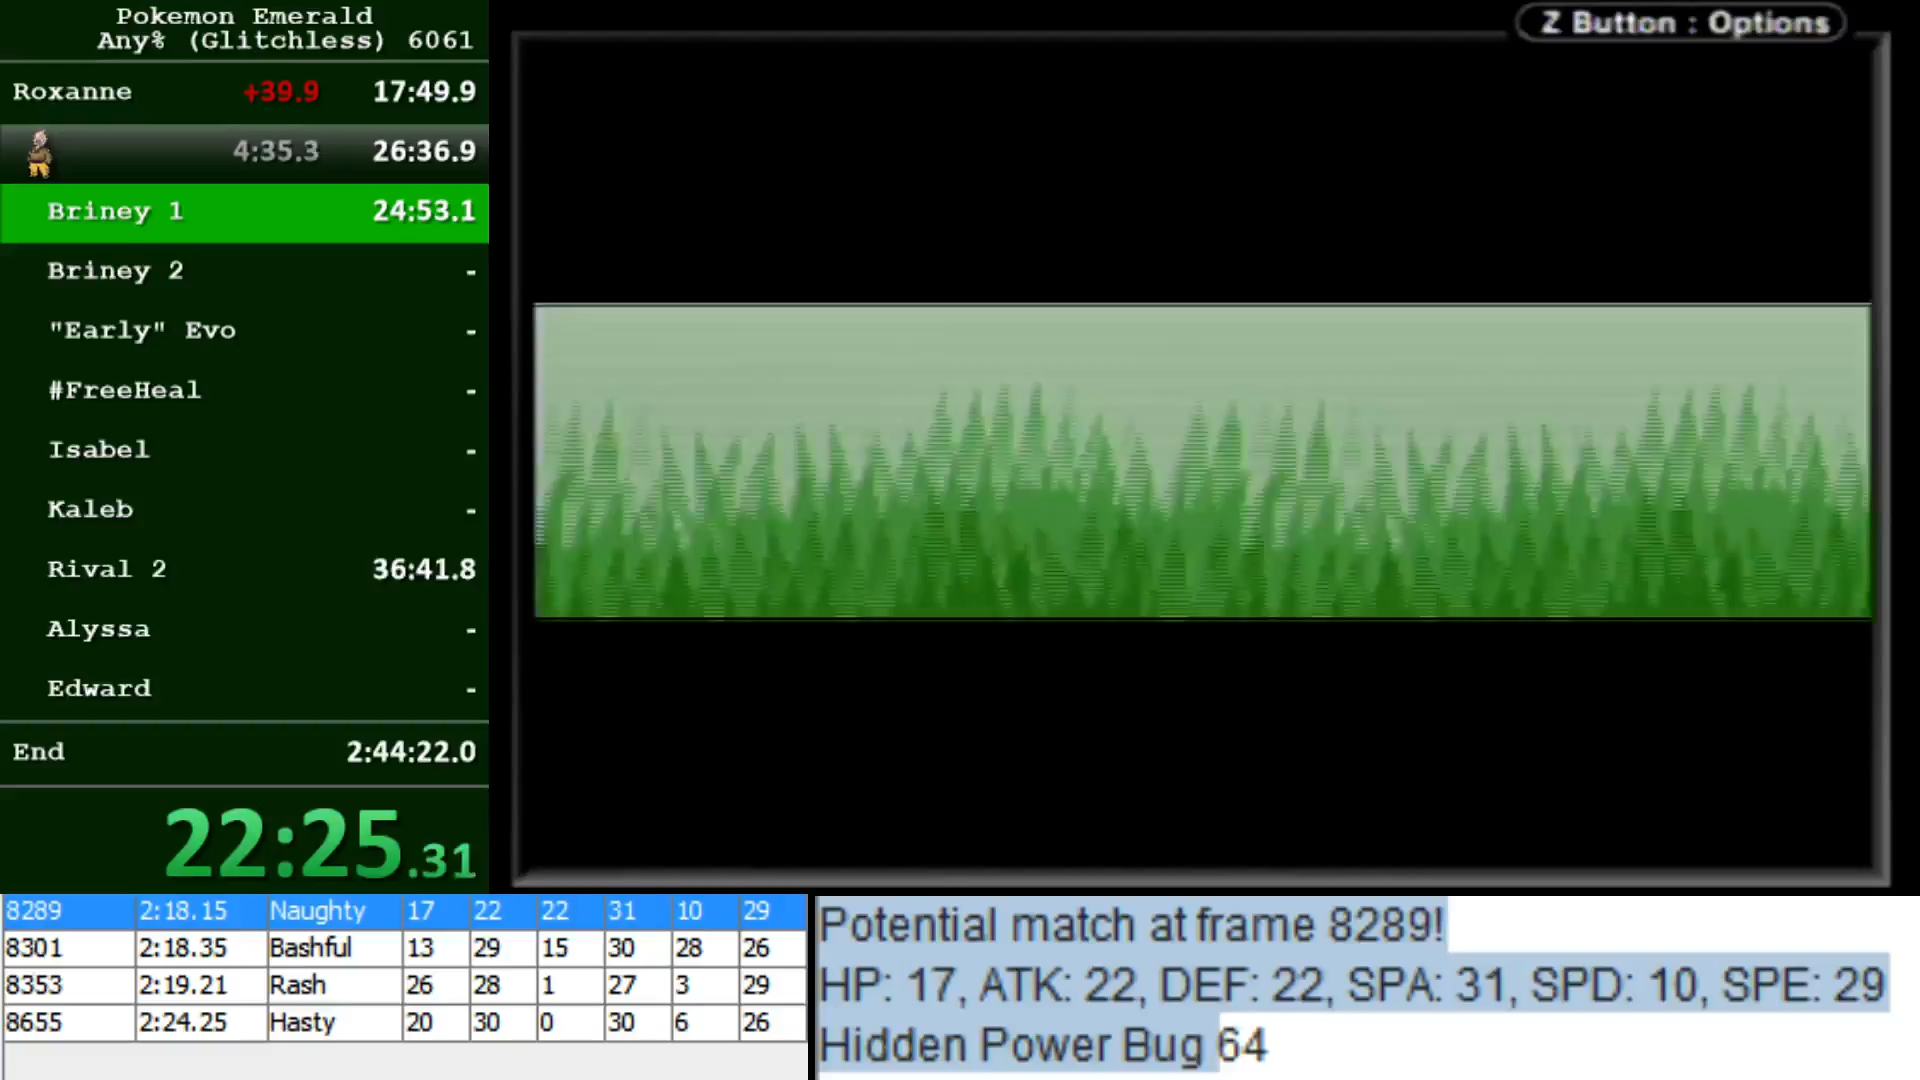 Pokemon Emerald
Any% (Glitchless) 6061
Roxanne +39.9 17:49.9
4:35.3 26:36.9
Briney 1 24:53.1
Briney 2 -
"Early" Evo -
#FreeHeal -
Isabel -
Kaleb -
Rival 2 36:41.8
Alyssa -
Edward -
End 2:44:22.0
22:25.31
Z Button : Options
8289 2:18.15 Naughty 17 22 22 31 10 29
8301 2:18.35 Bashful 13 29 15 30 28 26
8353 2:19.21 Rash 26 28 1 27 3 29
8655 2:24.25 Hasty 20 30 0 30 6 26
Potential match at frame 8289!
HP: 17, ATK: 22, DEF: 22, SPA: 31, SPD: 10, SPE: 29
Hidden Power Bug 64